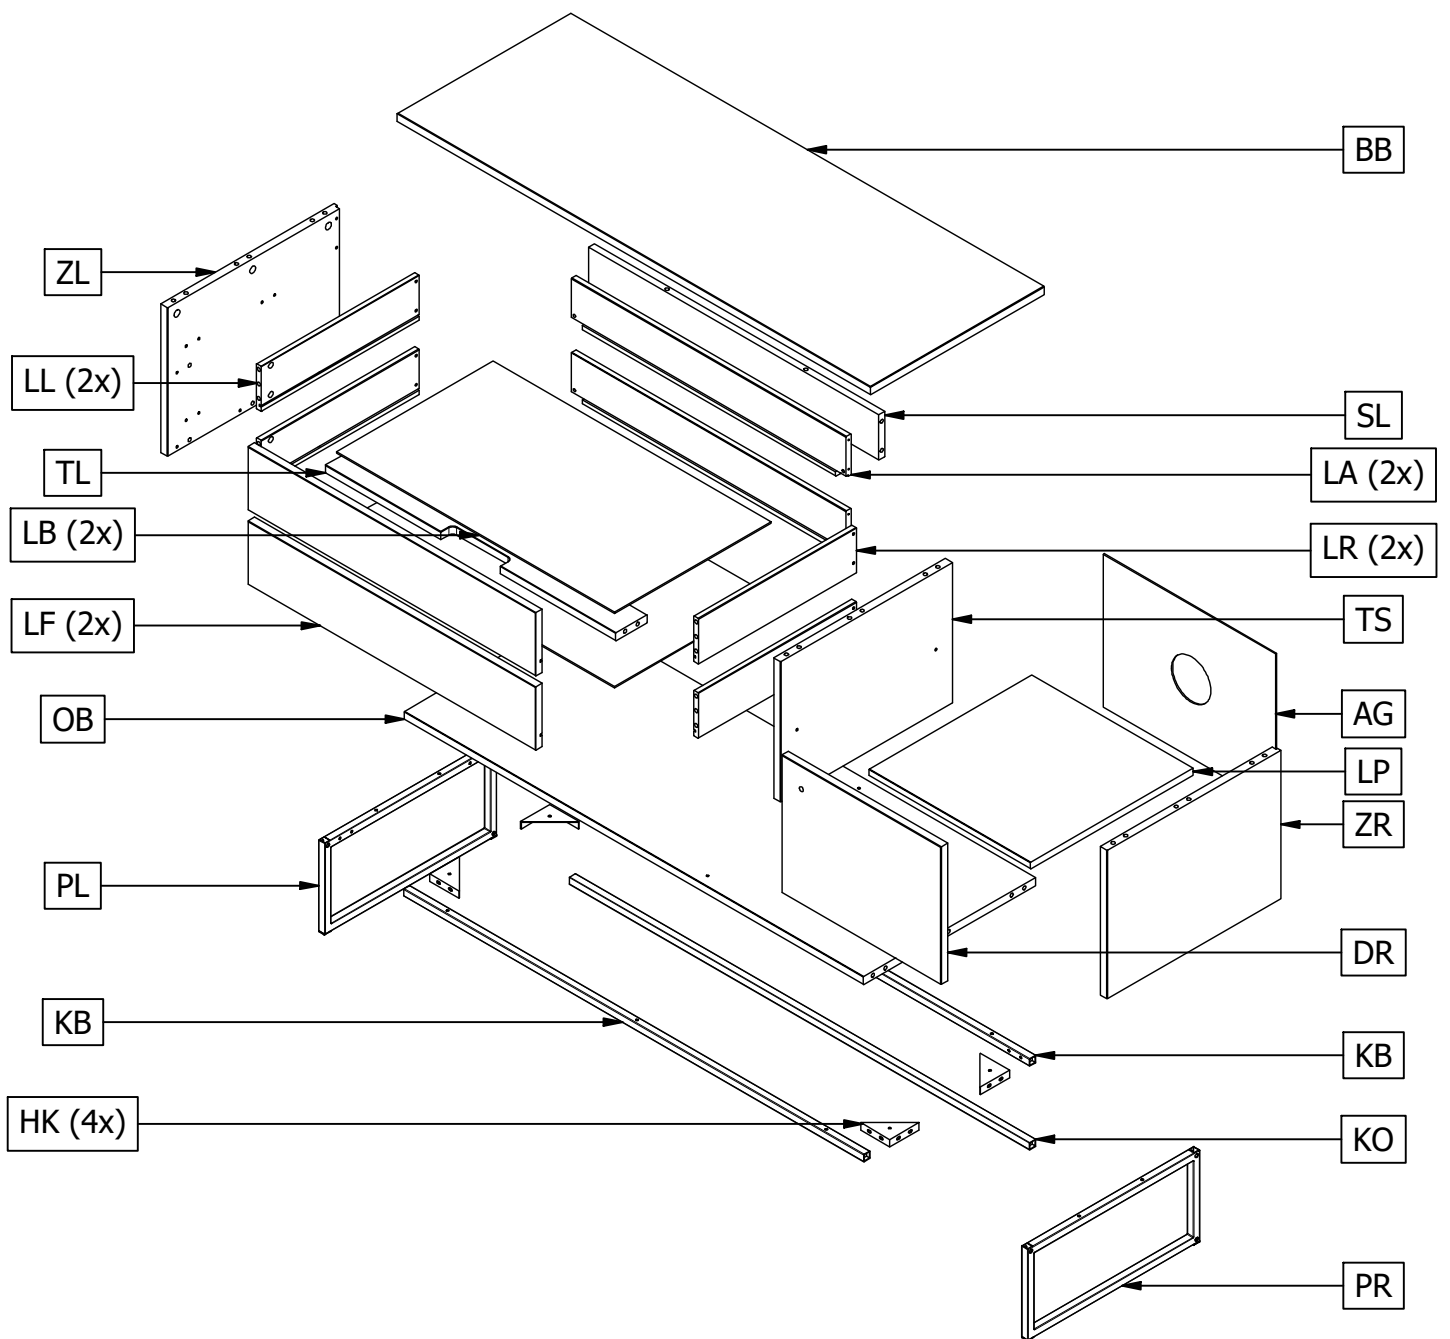 BB
ZL
LL (2x)
SL
TL
LA (2x)
LB (2x)
LR (2x)
LF (2x)
TS
OB
AG
LP
ZR
PL
DR
KB
KB
HK (4x)
KO
PR